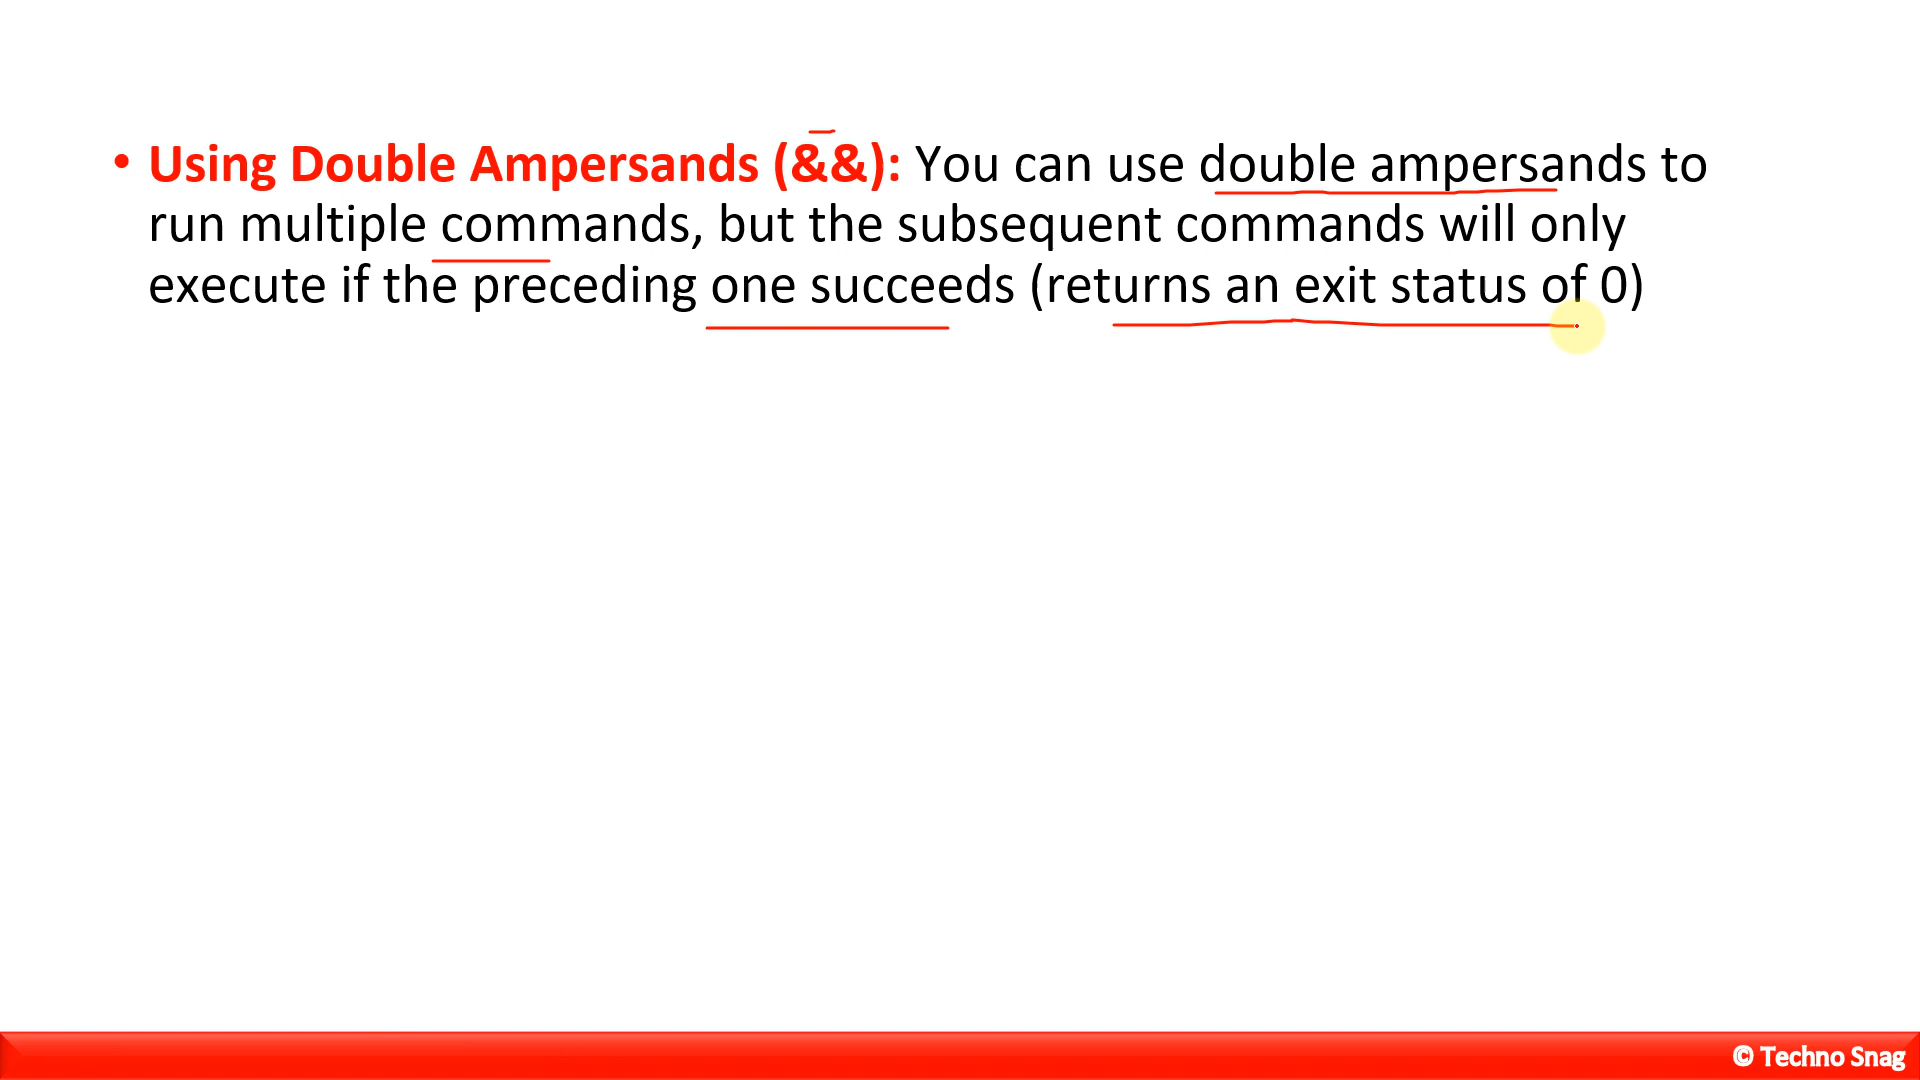 • Using Double Ampersands (&&): You can use double ampersands to
run multiple commands, but the subsequent commands will only
execute if the preceding one succeeds (returns an exit status of 0)
© Techno Snag